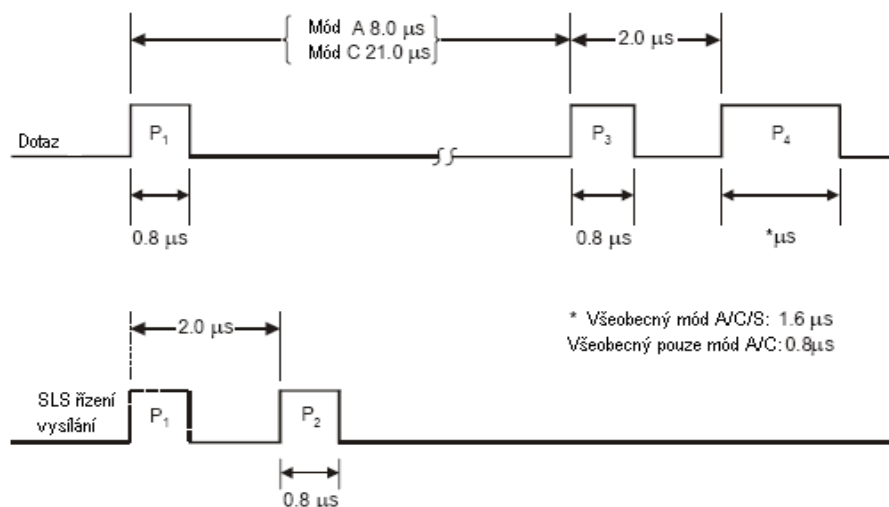 Mód A 8.0 µs
Mód C 21.0 µs
2.0 µs
Dotaz
P1
P3
P4
0.8 µs
0.8 µs
*µs
2.0 µs
* Všeobecný mód A/C/S: 1.6 µs
Všeobecný pouze mód A/C: 0.8µs
SLS řízení
vysílání
P1
P2
0.8 µs